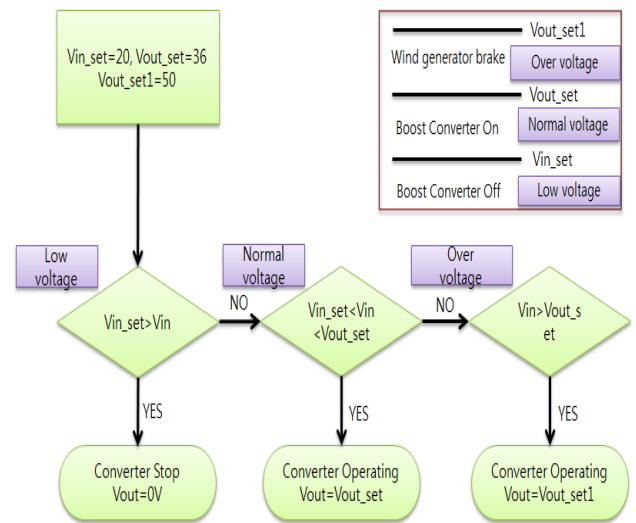 Vin_set=20, Vout_set=36
Vout_set1=50
Vout_set1
Wind generator brake
Over voltage
Vout_set
Boost Converter On
Normal voltage
Vin_set
Boost Converter Off
Low voltage
Low
voltage
Normal
voltage
Over
voltage
Vin_set>Vin
NO
Vin_set<Vin
<Vout_set
NO
Vin>Vout_s
et
YES
YES
YES
Converter Stop
Vout=0V
Converter Operating
Vout=Vout_set
Converter Operating
Vout=Vout_set1